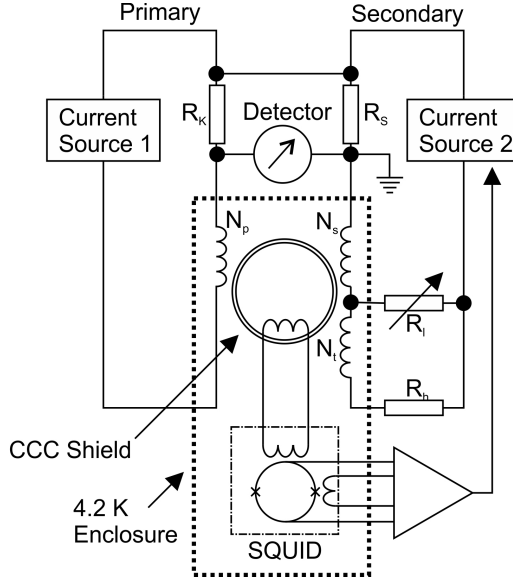 Primary
Secondary
Current
Source 1
R_K
Detector
R_S
Current
Source 2
N_p
N_s
R_l
N_t
R_h
CCC Shield
4.2 K
Enclosure
SQUID